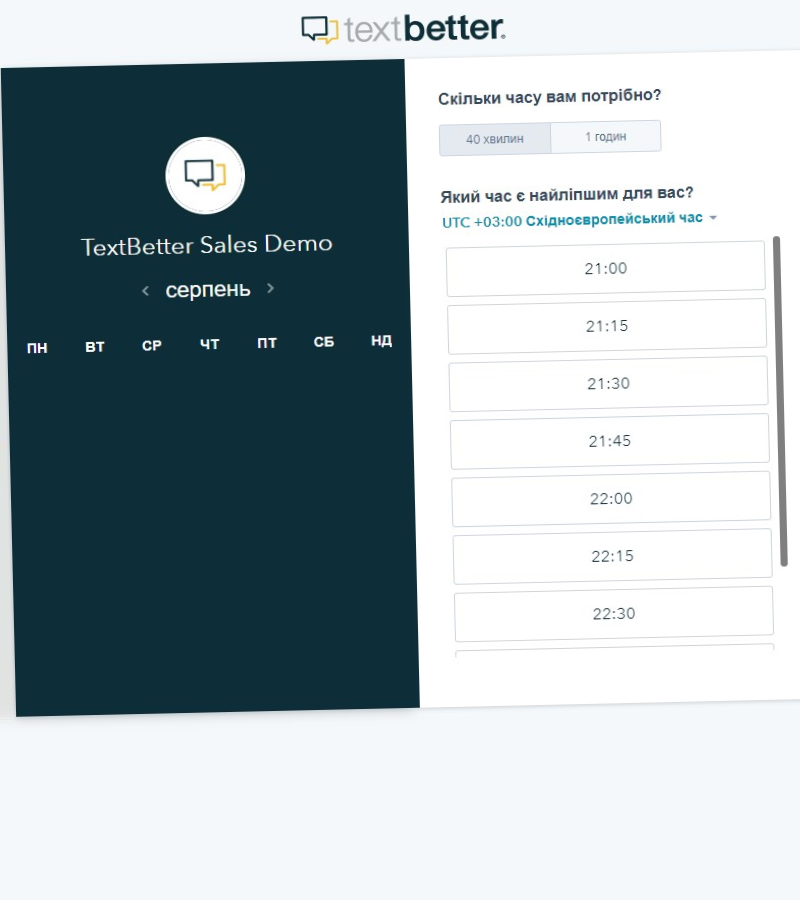 textbetter.
TextBetter Sales Demo
серпень
ПН ВТ СР ЧТ ПТ СБ НД
Скільки часу вам потрібно?
40 хвилин 1 годин
Який час є найліпшим для вас?
UTC +03:00 Східноєвропейський час
21:00
21:15
21:30
21:45
22:00
22:15
22:30